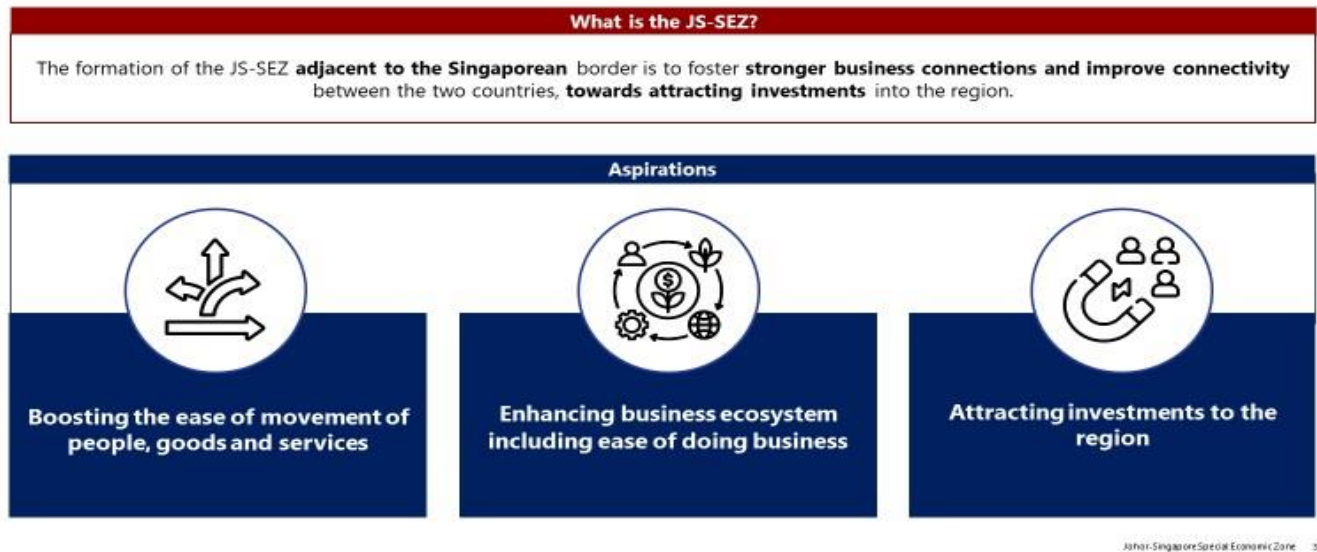 What is the JS-SEZ?
The formation of the JS-SEZ adjacent to the Singaporean border is to foster stronger business connections and improve connectivity
between the two countries, towards attracting investments into the region.
Aspirations
$
Boosting the ease of movement of
people, goods and services
Enhancing business ecosystem
including ease of doing business
Attracting investments to the
region
Johor-Singapore Special Economic Zone 3